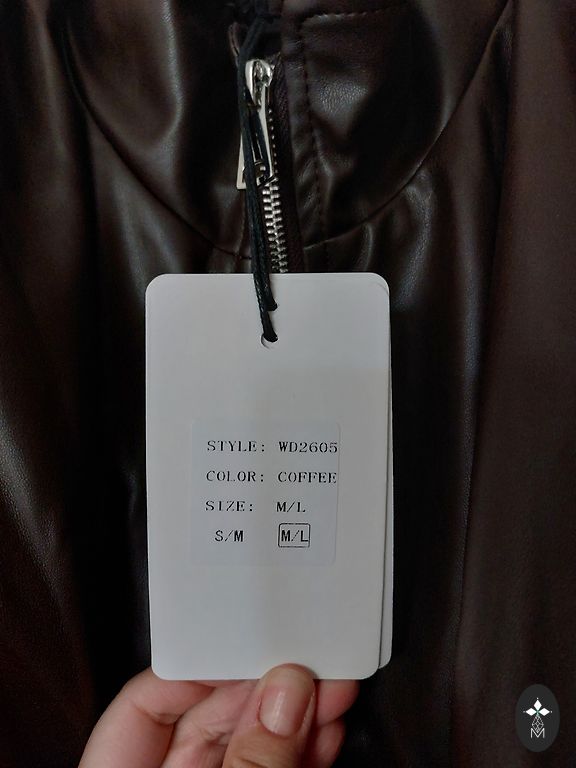 STYLE: WD2605
COLOR: COFFEE
SIZE: M/L
S/M M/L
M